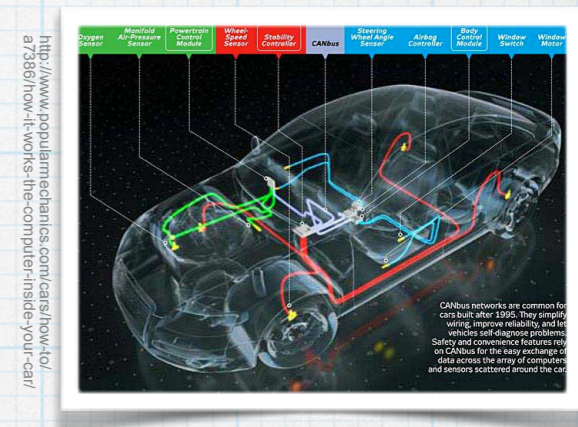 http://www.popularmechanics.com/cars/how-to/
a7386/how-it-works-the-computer-inside-your-car/
Oxygen
Sensor
Manifold
Air-Pressure
Sensor
Powertrain
Control
Module
Wheel-
Speed
Sensor
Stability
Controller
CANbus
Steering
Wheel Angle
Sensor
Airbag
Controller
Body
Control
Module
Window
Switch
Window
Motor
CANbus networks are common for
cars built after 1995. They simplify
wiring, improve reliability, and let
vehicles self-diagnose problems.
Safety and convenience features rely
on CANbus for the easy exchange of
data across the array of computers
and sensors scattered around the car.